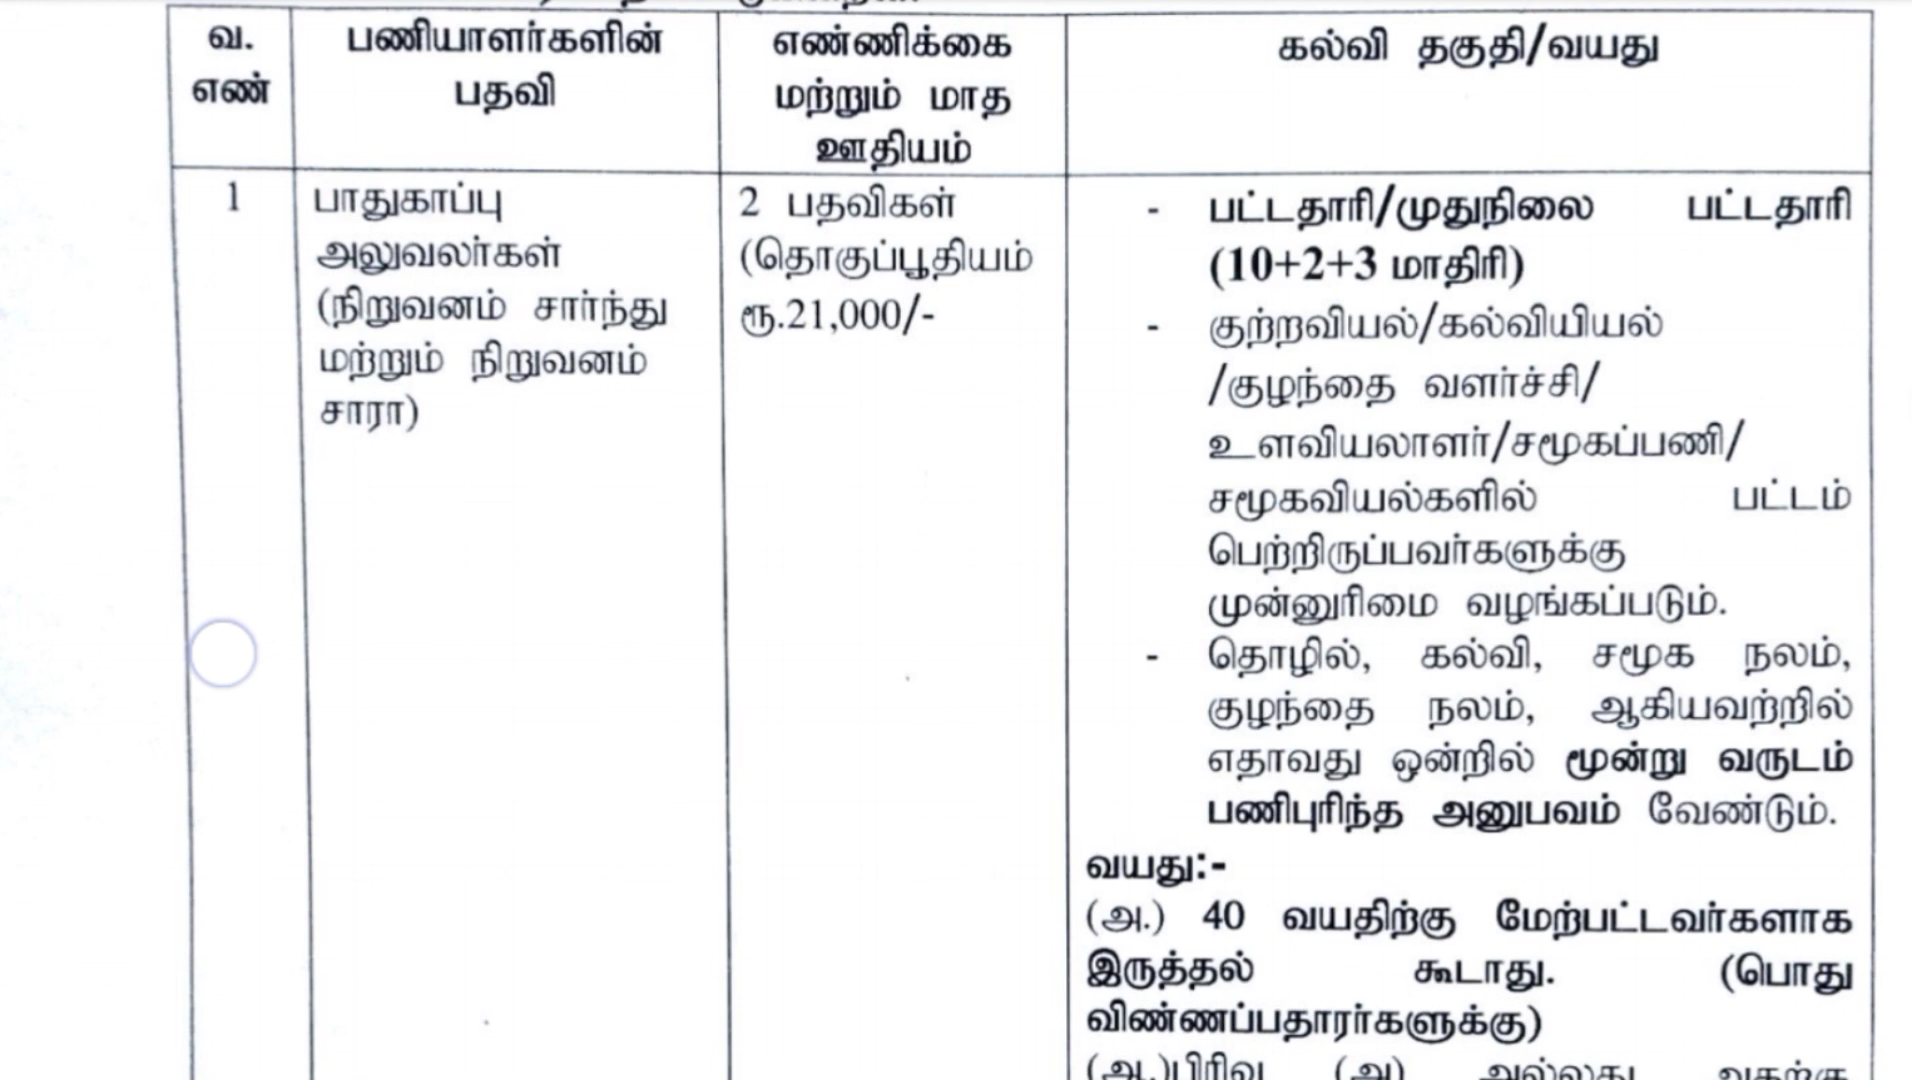 வ.
எண்
பணியாளர்களின்
பதவி
எண்ணிக்கை
மற்றும் மாத
ஊதியம்
கல்வி தகுதி/வயது
1
பாதுகாப்பு
அலுவலர்கள்
(நிறுவனம் சார்ந்து
மற்றும் நிறுவனம்
சாரா)
2 பதவிகள்
(தொகுப்பூதியம்
ரூ.21,000/-
- பட்டதாரி/முதுநிலை பட்டதாரி
(10+2+3 மாதிரி)
- குற்றவியல்/கல்வியியல்
/குழந்தை வளர்ச்சி/
உளவியலாளர்/சமூகப்பணி/
சமூகவியல்களில் பட்டம்
பெற்றிருப்பவர்களுக்கு
முன்னுரிமை வழங்கப்படும்.
- தொழில், கல்வி, சமூக நலம்,
குழந்தை நலம், ஆகியவற்றில்
எதாவது ஒன்றில் மூன்று வருடம்
பணிபுரிந்த அனுபவம் வேண்டும்.
வயது:-
(அ.) 40 வயதிற்கு மேற்பட்டவர்களாக
இருத்தல் கூடாது. (பொது
விண்ணப்பதாரர்களுக்கு)
(ஆ.)பிரிவு (அ) அல்லது அதற்கு